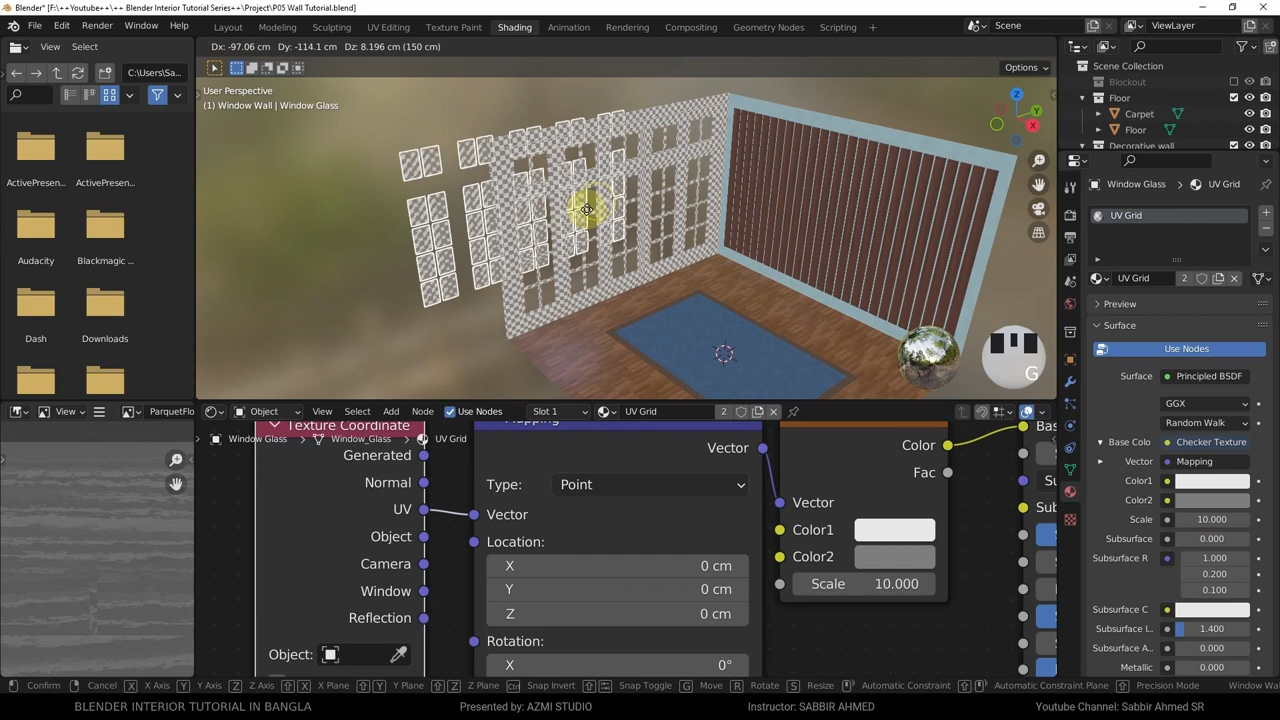 Blender* [F:\++Youtube++\++ Blender Interior Tutorial Series++\Project\P05 Wall Tutorial.blend]
File Edit Render Window Help Layout Modeling Sculpting UV Editing Texture Paint Shading Animation Rendering Compositing Geometry Nodes Scripting + Scene ViewLayer
View Select Dx: -97.06 cm Dy: -114.1 cm Dz: 8.196 cm (150 cm)
C:\Users\Sa...
Options
User Perspective
(1) Window Wall | Window Glass
ActivePresen... ActivePresen...
Audacity Blackmagic ...
Dash Downloads
Z
Y
X
G
Scene Collection
Blockout
Floor
Carpet
Floor
Decorative wall
Window Glass > UV Grid
UV Grid
UV Grid 2
Preview
Surface
Use Nodes
Surface Principled BSDF
GGX
Random Walk
Base Colo Checker Texture
Vector Mapping
Color1
Color2
Scale 10.000
Subsurface 0.000
Subsurface R 1.000
0.200
0.100
Subsurface C
Subsurface I... 1.400
Subsurface A... 0.000
Metallic 0.000
View ParquetFlo
Object View Select Add Node Use Nodes Slot 1 UV Grid 2
Window Glass > Window_Glass > UV Grid
Texture Coordinate
Generated
Normal
UV
Object
Camera
Window
Reflection
Object:
Mapping
Vector
Type: Point
Vector
Location:
X 0 cm
Y 0 cm
Z 0 cm
Rotation:
X 0°
Color
Fac
Vector
Color1
Color2
Scale 10.000
Confirm Cancel X X Axis Y Y Axis Z Z Axis X X Plane Y Y Plane Z Z Plane Ctrl Snap Invert Snap Toggle G Move R Rotate S Resize Automatic Constraint Automatic Constraint Plane Precision Mode Window Wa
BLENDER INTERIOR TUTORIAL IN BANGLA Presented by: AZMI STUDIO Instructor: SABBIR AHMED Youtube Channel: Sabbir Ahmed SR